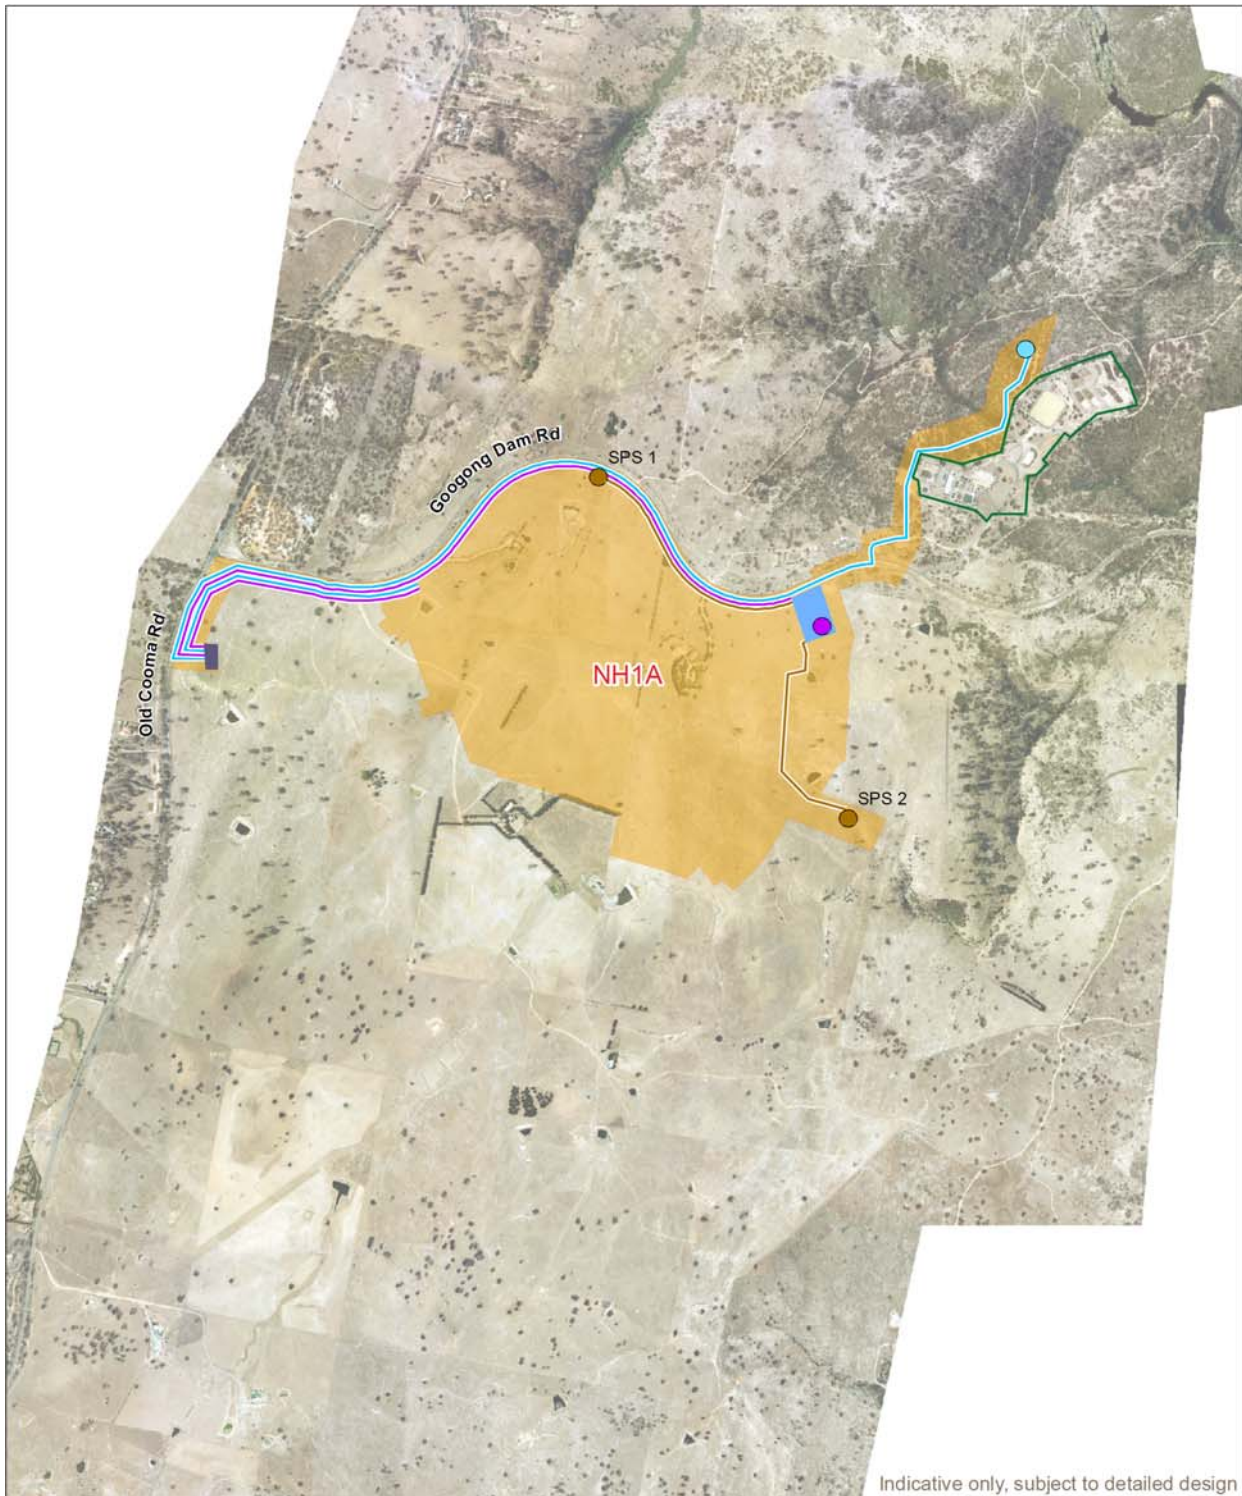 Googong Dam Rd
SPS 1
Old Cooma Rd
NH1A
SPS 2
Indicative only, subject to detailed design